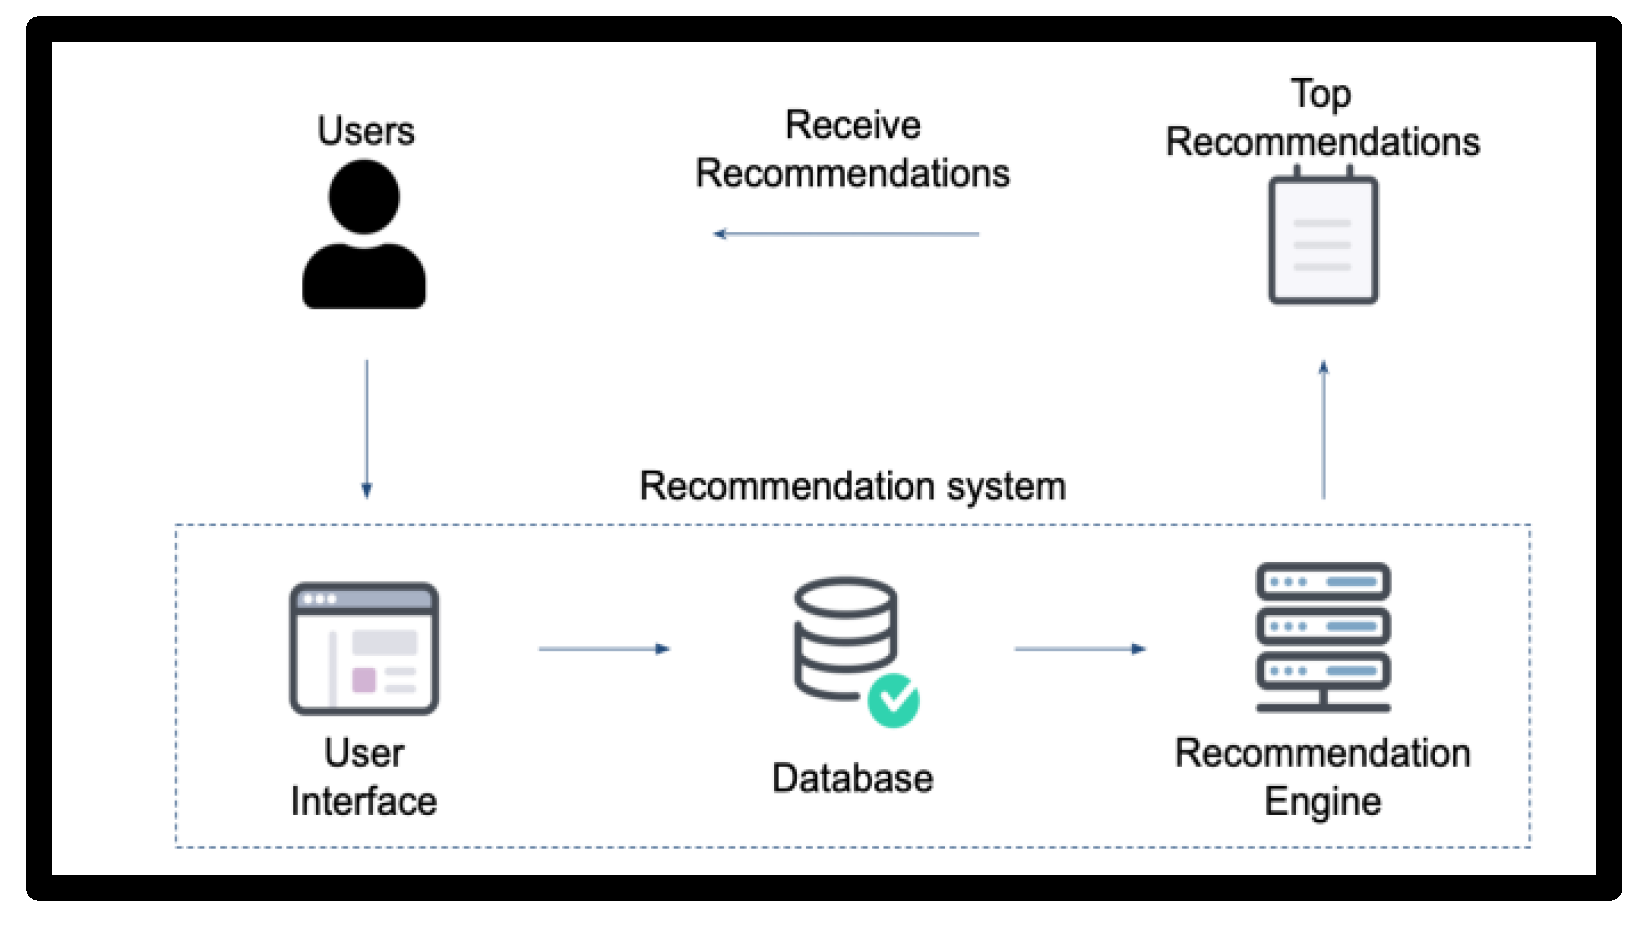 Users
Receive
Recommendations
Top
Recommendations
Recommendation system
User
Interface
Database
Recommendation
Engine